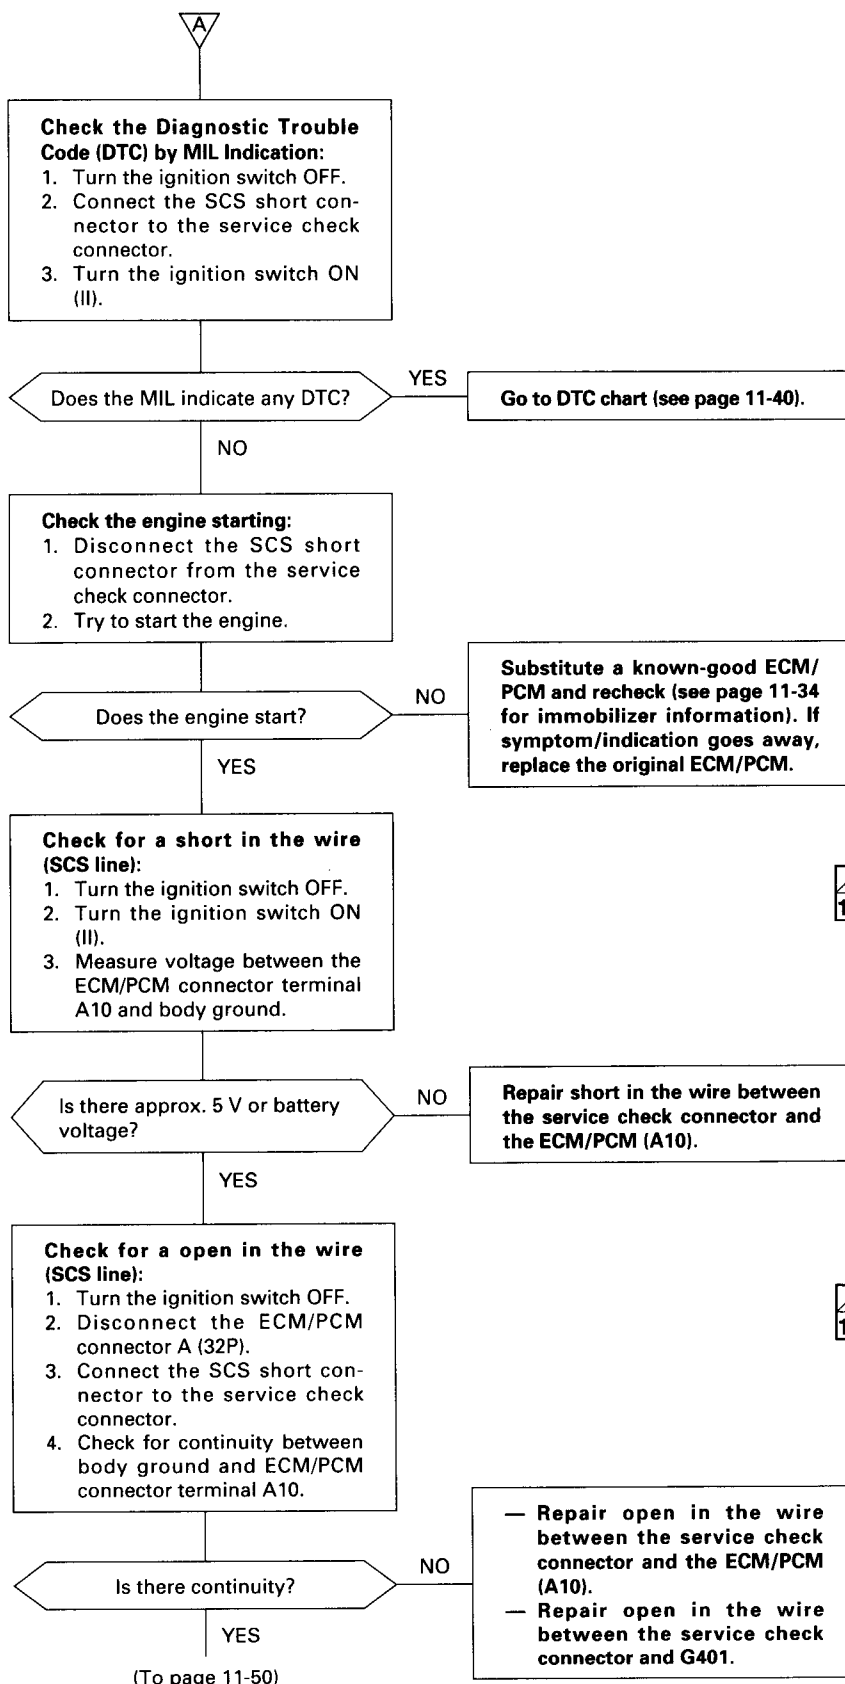 A
Check the Diagnostic Trouble
Code (DTC) by MIL Indication:
1. Turn the ignition switch OFF.
2. Connect the SCS short con-
nector to the service check
connector.
3. Turn the ignition switch ON
(II).
Does the MIL indicate any DTC?
YES
Go to DTC chart (see page 11-40).
NO
Check the engine starting:
1. Disconnect the SCS short
connector from the service
check connector.
2. Try to start the engine.
Does the engine start?
NO
Substitute a known-good ECM/
PCM and recheck (see page 11-34
for immobilizer information). If
symptom/indication goes away,
replace the original ECM/PCM.
YES
Check for a short in the wire
(SCS line):
1. Turn the ignition switch OFF.
2. Turn the ignition switch ON
(II).
3. Measure voltage between the
ECM/PCM connector terminal
A10 and body ground.
1
Is there approx. 5 V or battery
voltage?
NO
Repair short in the wire between
the service check connector and
the ECM/PCM (A10).
YES
Check for a open in the wire
(SCS line):
1. Turn the ignition switch OFF.
2. Disconnect the ECM/PCM
connector A (32P).
3. Connect the SCS short con-
nector to the service check
connector.
4. Check for continuity between
body ground and ECM/PCM
connector terminal A10.
1
Is there continuity?
NO
— Repair open in the wire
between the service check
connector and the ECM/PCM
(A10).
— Repair open in the wire
between the service check
connector and G401.
YES
(To page 11-50)